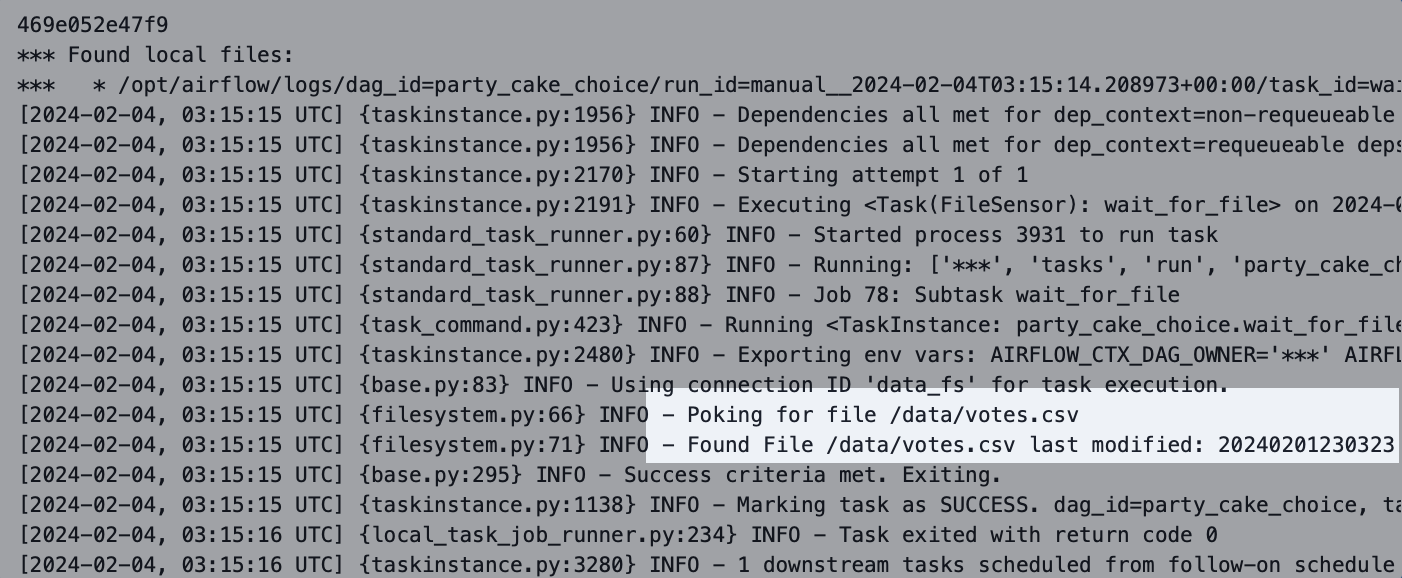 469e052e47f9
*** Found local files:
***   * /opt/airflow/logs/dag_id=party_cake_choice/run_id=manual__2024-02-04T03:15:14.208973+00:00/task_id=wai
[2024-02-04, 03:15:15 UTC] {taskinstance.py:1956} INFO - Dependencies all met for dep_context=non-requeueable
[2024-02-04, 03:15:15 UTC] {taskinstance.py:1956} INFO - Dependencies all met for dep_context=requeueable deps
[2024-02-04, 03:15:15 UTC] {taskinstance.py:2170} INFO - Starting attempt 1 of 1
[2024-02-04, 03:15:15 UTC] {taskinstance.py:2191} INFO - Executing <Task(FileSensor): wait_for_file> on 2024-0
[2024-02-04, 03:15:15 UTC] {standard_task_runner.py:60} INFO - Started process 3931 to run task
[2024-02-04, 03:15:15 UTC] {standard_task_runner.py:87} INFO - Running: ['***', 'tasks', 'run', 'party_cake_ch
[2024-02-04, 03:15:15 UTC] {standard_task_runner.py:88} INFO - Job 78: Subtask wait_for_file
[2024-02-04, 03:15:15 UTC] {task_command.py:423} INFO - Running <TaskInstance: party_cake_choice.wait_for_file
[2024-02-04, 03:15:15 UTC] {taskinstance.py:2480} INFO - Exporting env vars: AIRFLOW_CTX_DAG_OWNER='***' AIRFL
[2024-02-04, 03:15:15 UTC] {base.py:83} INFO - Using connection ID 'data_fs' for task execution.
[2024-02-04, 03:15:15 UTC] {filesystem.py:66} INFO - Poking for file /data/votes.csv
[2024-02-04, 03:15:15 UTC] {filesystem.py:71} INFO - Found File /data/votes.csv last modified: 20240201230323
[2024-02-04, 03:15:15 UTC] {base.py:295} INFO - Success criteria met. Exiting.
[2024-02-04, 03:15:15 UTC] {taskinstance.py:1138} INFO - Marking task as SUCCESS. dag_id=party_cake_choice, ta
[2024-02-04, 03:15:16 UTC] {local_task_job_runner.py:234} INFO - Task exited with return code 0
[2024-02-04, 03:15:16 UTC] {taskinstance.py:3280} INFO - 1 downstream tasks scheduled from follow-on schedule